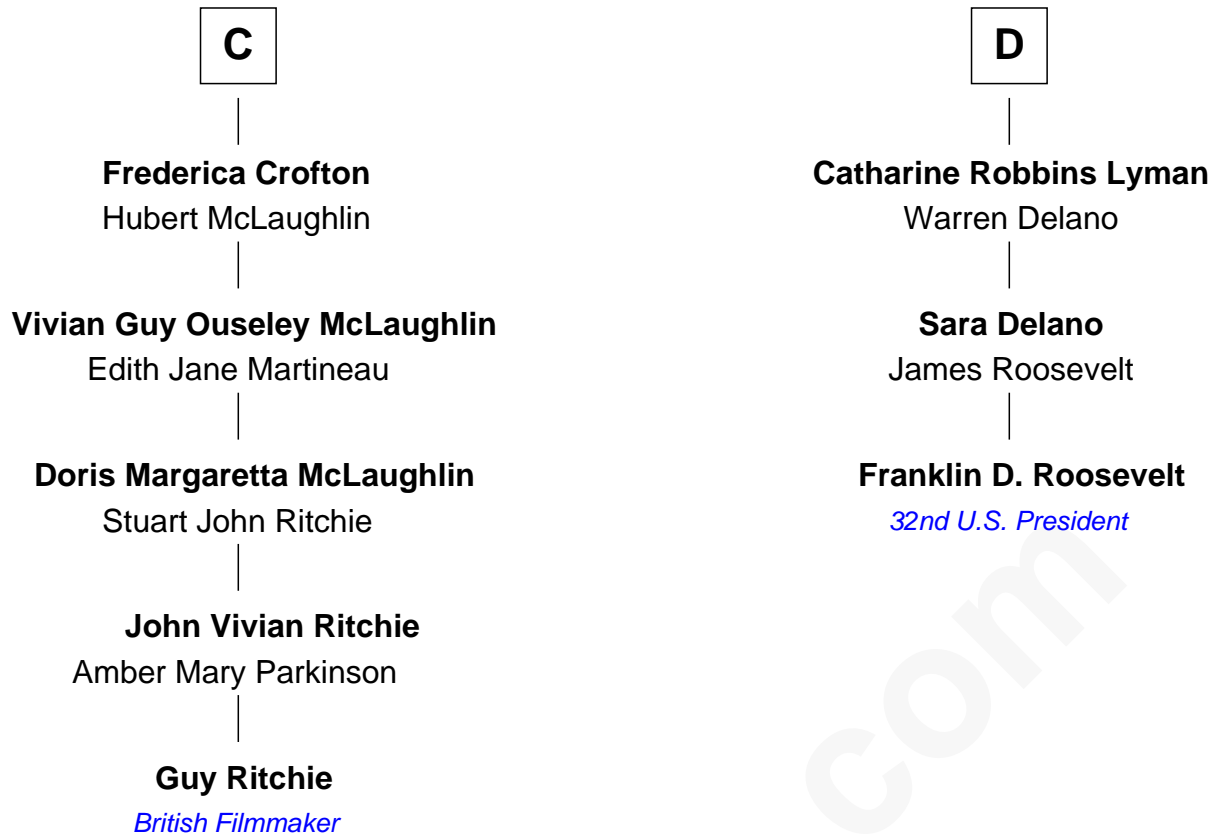 C
Frederica Crofton
Hubert McLaughlin
Vivian Guy Ouseley McLaughlin
Edith Jane Martineau
Doris Margaretta McLaughlin
Stuart John Ritchie
John Vivian Ritchie
Amber Mary Parkinson
Guy Ritchie
British Filmmaker
D
Catharine Robbins Lyman
Warren Delano
Sara Delano
James Roosevelt
Franklin D. Roosevelt
32nd U.S. President
com